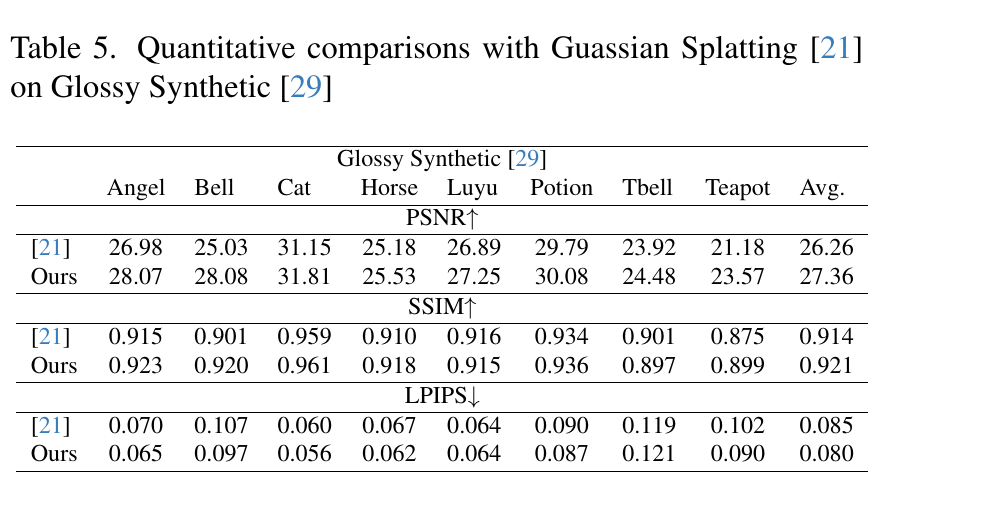 Table 5. Quantitative comparisons with Guassian Splatting [21]
on Glossy Synthetic [29]
Glossy Synthetic [29]
Angel Bell Cat Horse Luyu Potion Tbell Teapot Avg.
PSNR↑
[21] 26.98 25.03 31.15 25.18 26.89 29.79 23.92 21.18 26.26
Ours 28.07 28.08 31.81 25.53 27.25 30.08 24.48 23.57 27.36
SSIM↑
[21] 0.915 0.901 0.959 0.910 0.916 0.934 0.901 0.875 0.914
Ours 0.923 0.920 0.961 0.918 0.915 0.936 0.897 0.899 0.921
LPIPS↓
[21] 0.070 0.107 0.060 0.067 0.064 0.090 0.119 0.102 0.085
Ours 0.065 0.097 0.056 0.062 0.064 0.087 0.121 0.090 0.080